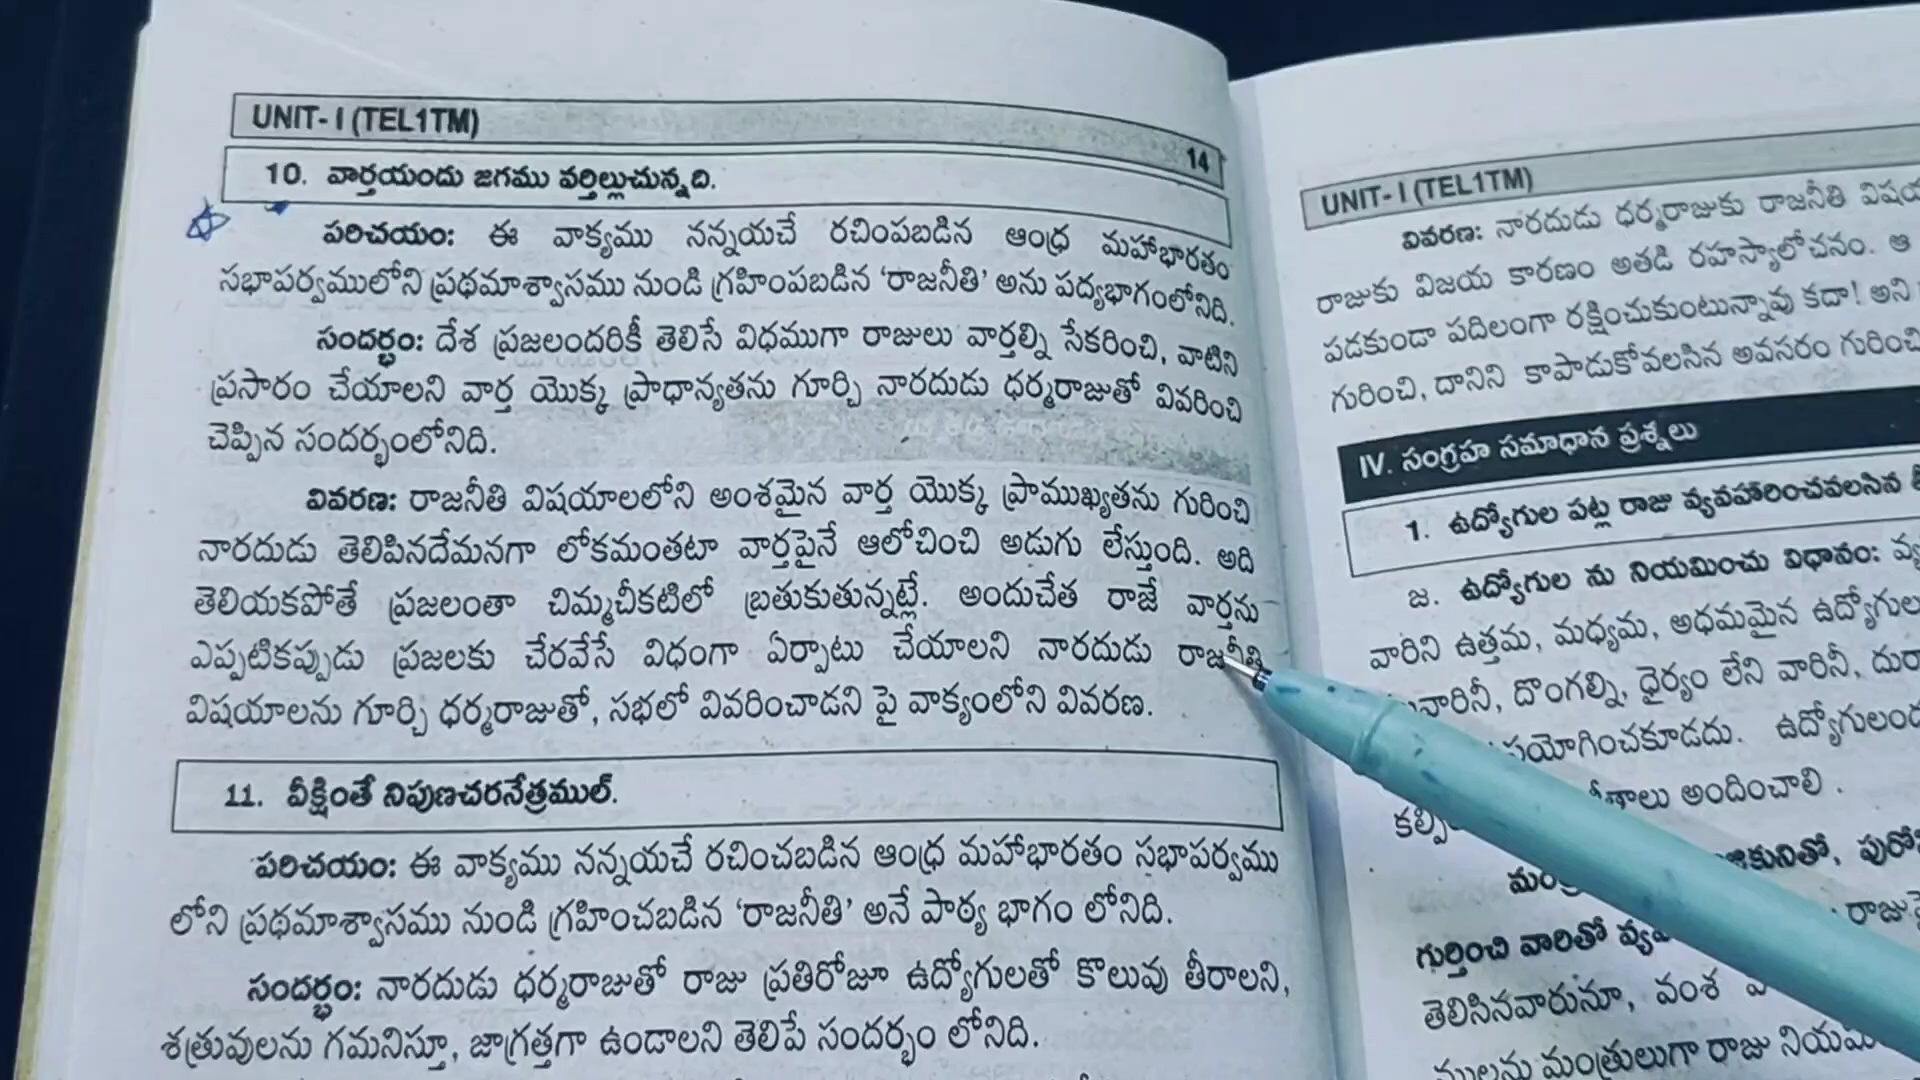 UNIT- I (TEL1TM)
14
10. వార్తయందు జగము వర్తిల్లుచున్నది.
పరిచయం: ఈ వాక్యము నన్నయచే రచింపబడిన ఆంధ్ర మహాభారతం
సభాపర్వములోని ప్రథమాశ్వాసము నుండి గ్రహింపబడిన ‘రాజనీతి’ అను పద్యభాగంలోనిది.
సందర్భం: దేశ ప్రజలందరికీ తెలిసే విధముగా రాజులు వార్తల్ని సేకరించి, వాటిని
ప్రసారం చేయాలని వార్త యొక్క ప్రాధాన్యతను గూర్చి నారదుడు ధర్మరాజుతో వివరించి
చెప్పిన సందర్భంలోనిది.
వివరణ: రాజనీతి విషయాలలోని అంశమైన వార్త యొక్క ప్రాముఖ్యతను గురించి
నారదుడు తెలిపినదేమనగా లోకమంతటా వార్తపైనే ఆలోచించి అడుగు లేస్తుంది. అది
తెలియకపోతే ప్రజలంతా చిమ్మచీకటిలో బ్రతుకుతున్నట్లే. అందుచేత రాజే వార్తను
ఎప్పటికప్పుడు ప్రజలకు చేరవేసే విధంగా ఏర్పాటు చేయాలని నారదుడు రాజనీతి
విషయాలను గూర్చి ధర్మరాజుతో, సభలో వివరించాడని పై వాక్యంలోని వివరణ.
11. వీక్షింతే నిపుణచరనేత్రముల్.
పరిచయం: ఈ వాక్యము నన్నయచే రచించబడిన ఆంధ్ర మహాభారతం సభాపర్వము
లోని ప్రథమాశ్వాసము నుండి గ్రహించబడిన ‘రాజనీతి’ అనే పాఠ్య భాగం లోనిది.
సందర్భం: నారదుడు ధర్మరాజుతో రాజు ప్రతిరోజూ ఉద్యోగులతో కొలువు తీరాలని,
శత్రువులను గమనిస్తూ, జాగ్రత్తగా ఉండాలని తెలిపే సందర్భం లోనిది.
UNIT- I (TEL1TM)
వివరణ: నారదుడు ధర్మరాజుకు రాజనీతి
రాజుకు విజయ కారణం అతడి రహస్యాలోచనం. ఆ
పడకుండా పదిలంగా రక్షించుకుంటున్నావు కదా! అని
గురించి, దానిని కాపాడుకోవలసిన అవసరం గురించి
IV. సంగ్రహ సమాధాన ప్రశ్నలు
1. ఉద్యోగుల పట్ల రాజు వ్యవహారించవలసిన
జ. ఉద్యోగుల ను నియమించు విధానం:
వారిని ఉత్తమ, మధ్యమ, అధమమైన ఉద్యోగుల
దొంగల్ని, ధైర్యం లేని వారినీ,
ఉద్యోగులంద
అందించాలి .
గుర్తించి వారితో
తెలిసినవారును, వంశ
మంత్రులుగా రాజు